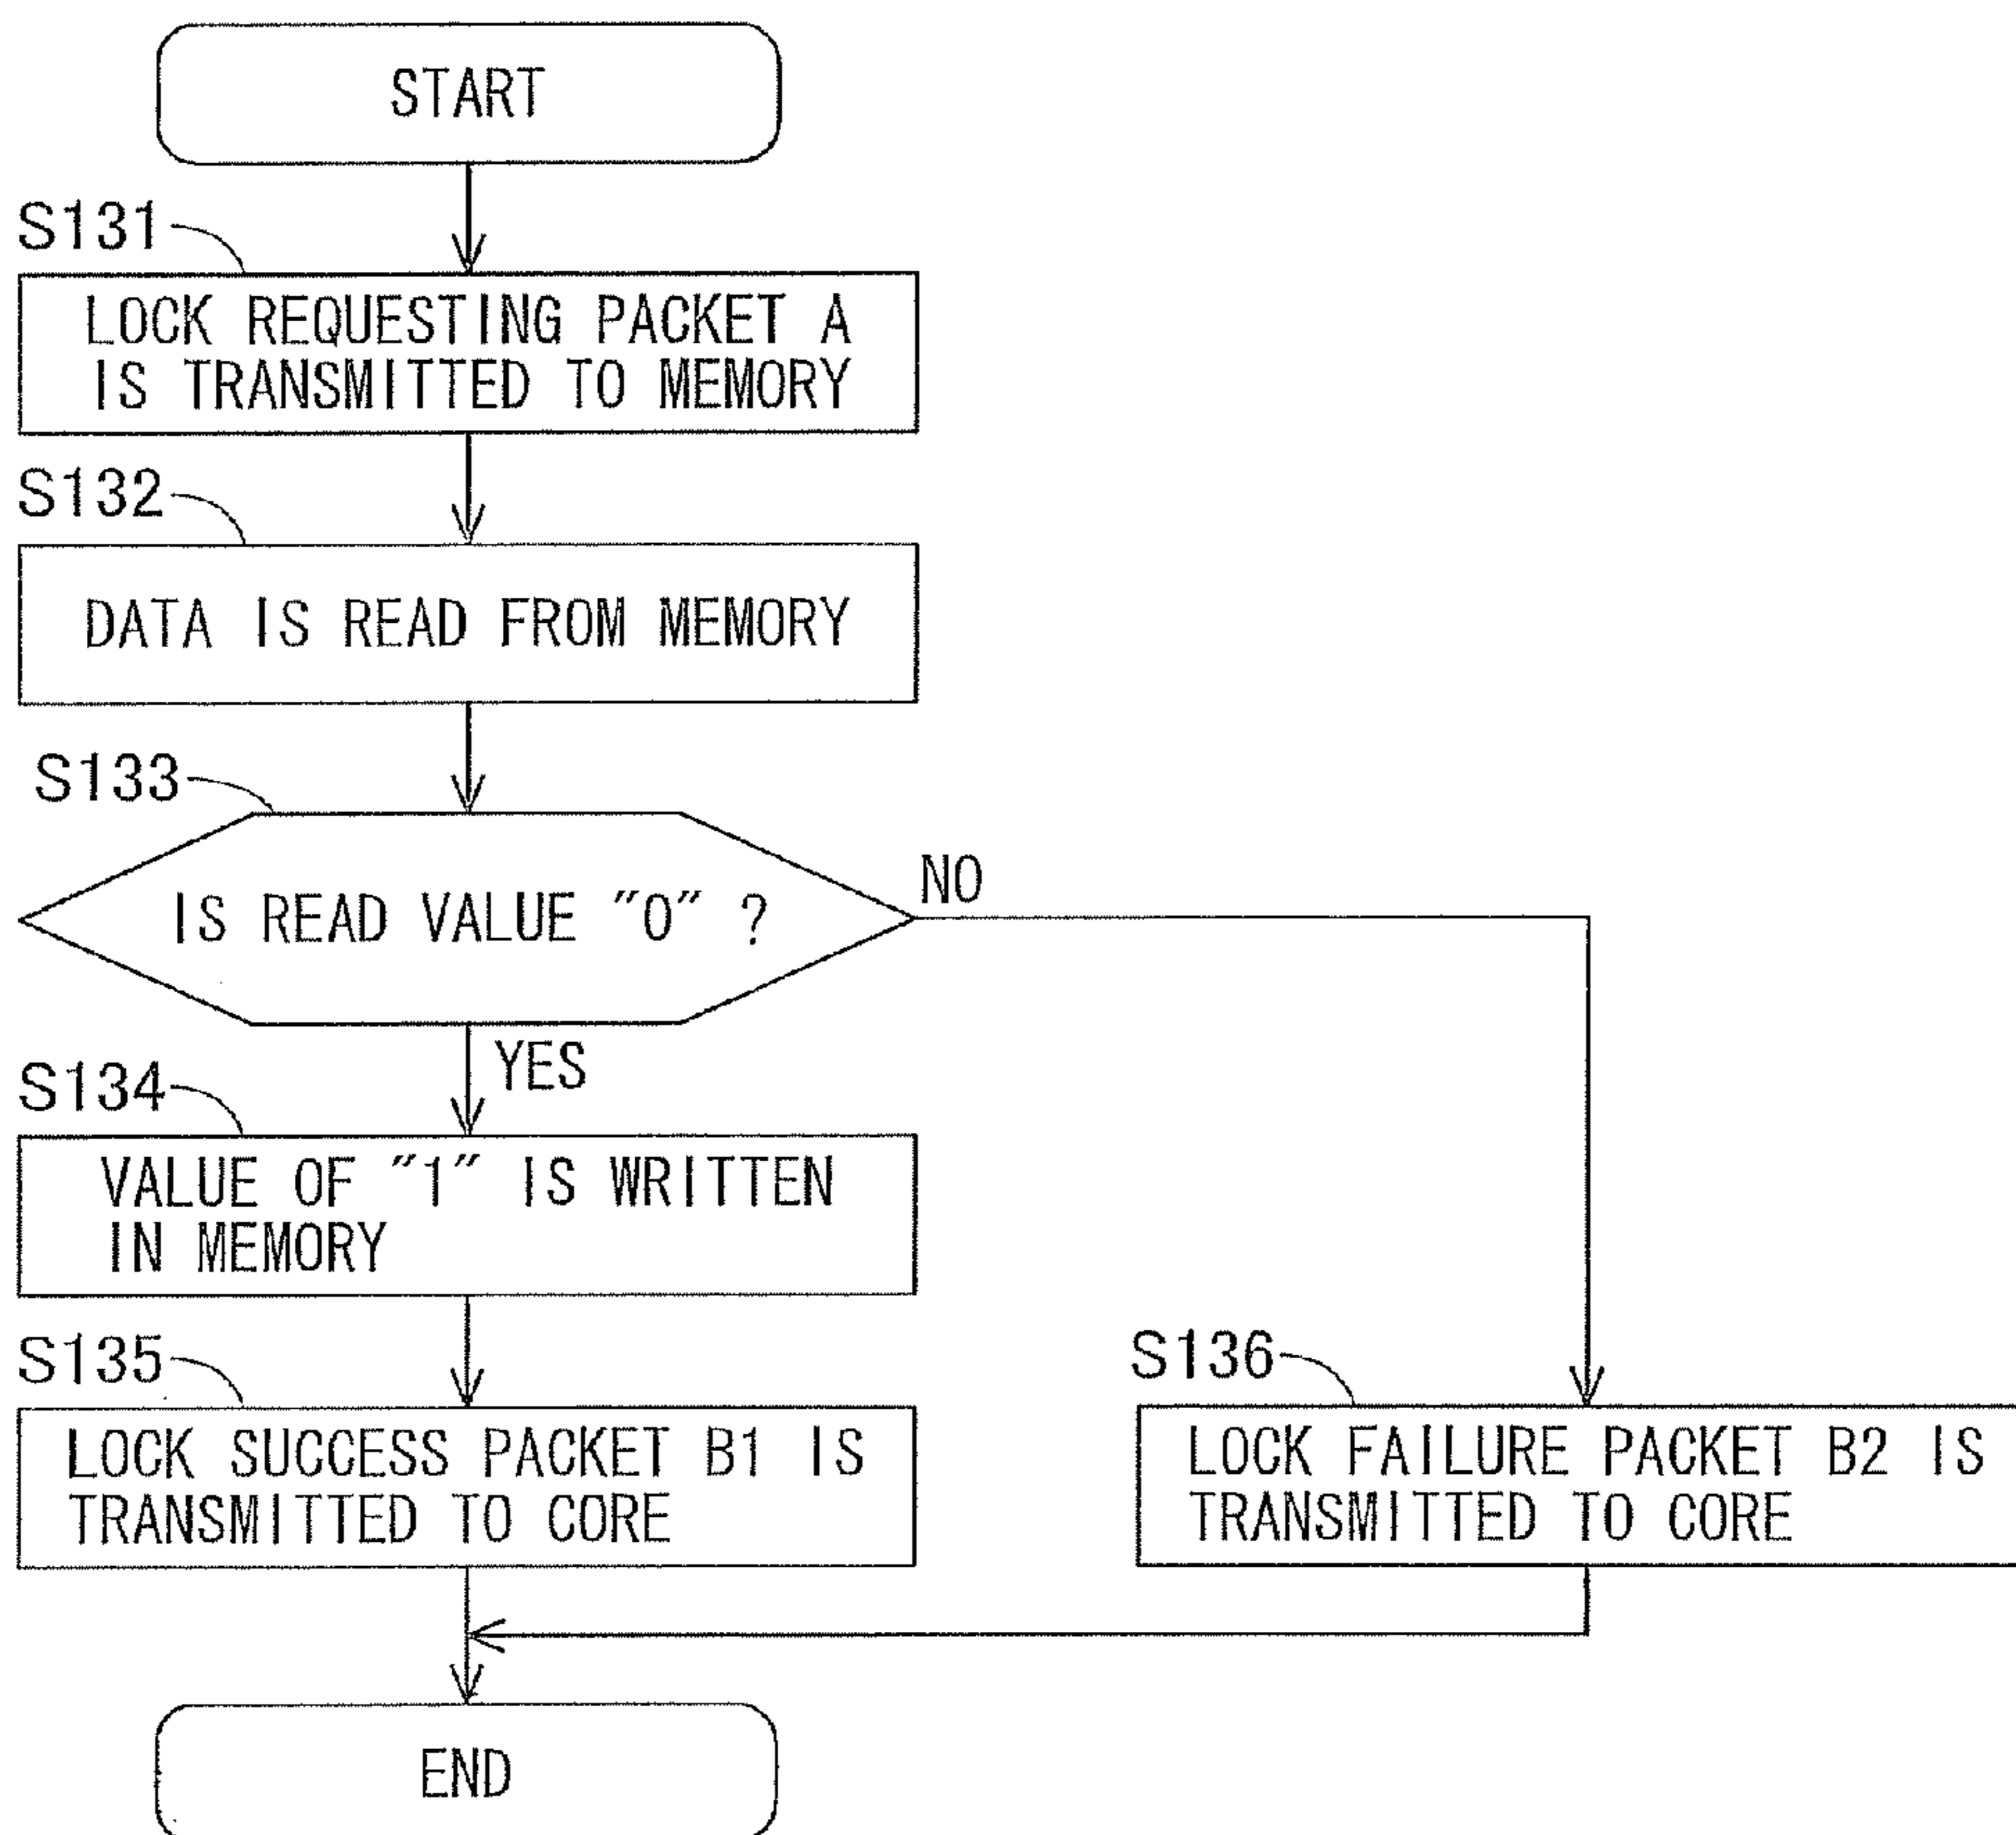 START
S131
LOCK REQUESTING PACKET A
IS TRANSMITTED TO MEMORY
S132
DATA IS READ FROM MEMORY
S133
IS READ VALUE "0" ?
NO
YES
S134
VALUE OF "1" IS WRITTEN
IN MEMORY
S135
LOCK SUCCESS PACKET B1 IS
TRANSMITTED TO CORE
S136
LOCK FAILURE PACKET B2 IS
TRANSMITTED TO CORE
END